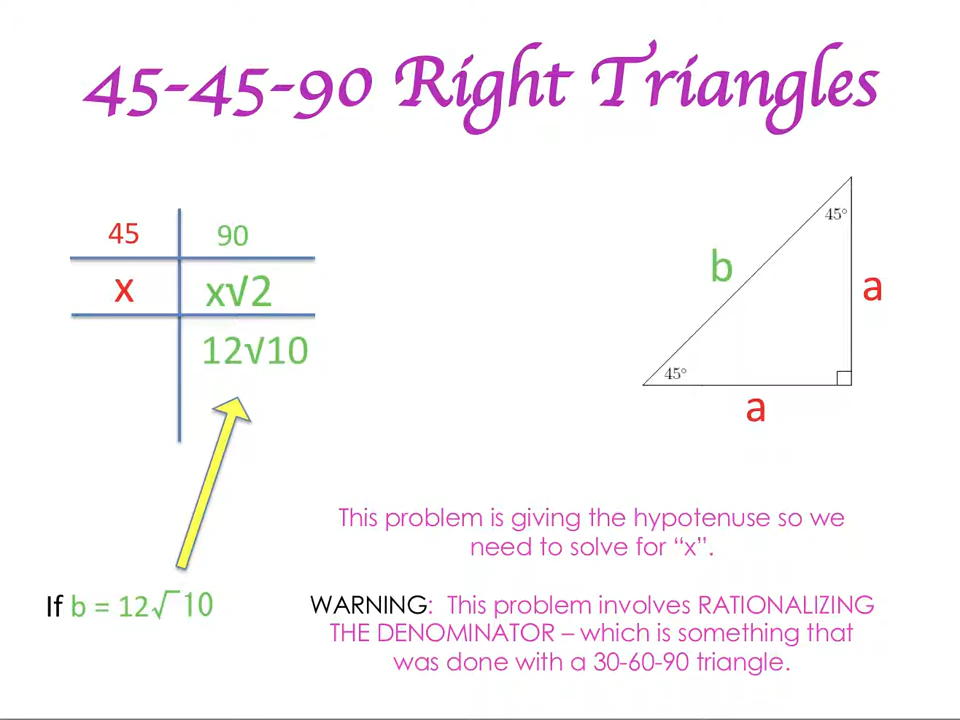 45-45-90 Right Triangles
45 90
x x√2
12√10
45°
b
a
45°
a
This problem is giving the hypotenuse so we
need to solve for “x”.
If b = 12√10
WARNING: This problem involves RATIONALIZING
THE DENOMINATOR – which is something that
was done with a 30-60-90 triangle.